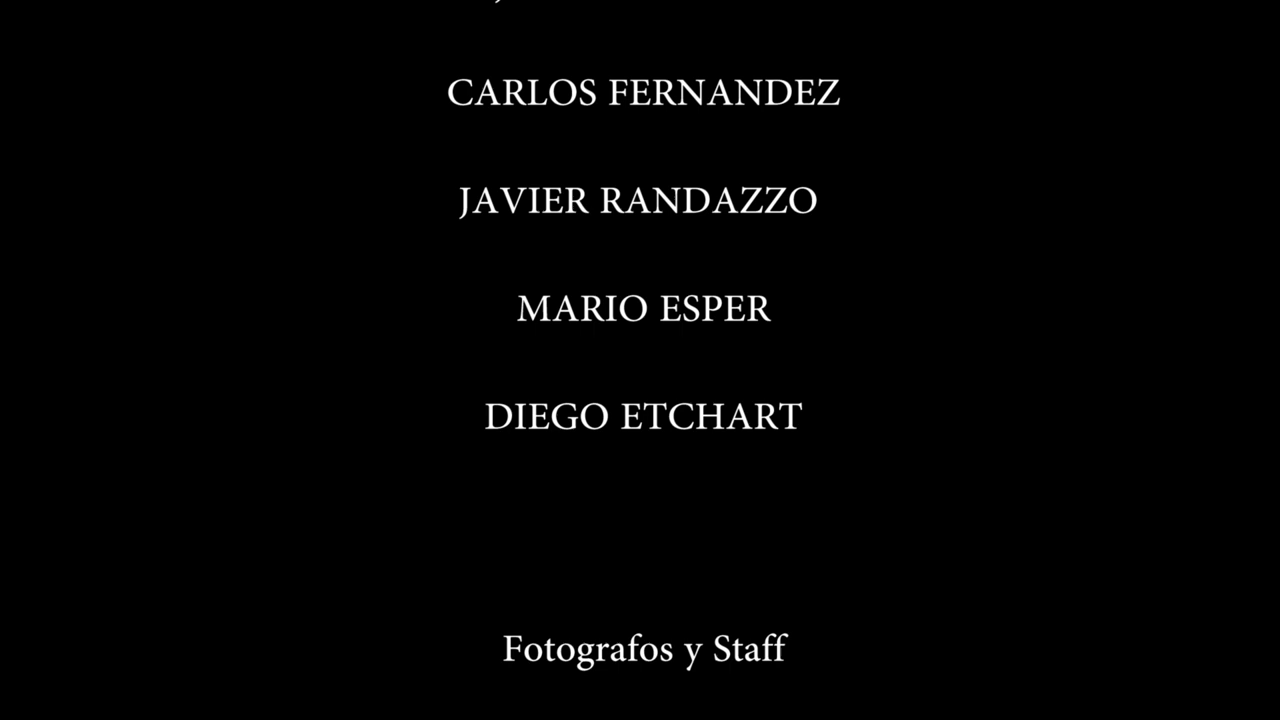 CARLOS FERNANDEZ
JAVIER RANDAZZO
MARIO ESPER
DIEGO ETCHART
Fotografos y Staff